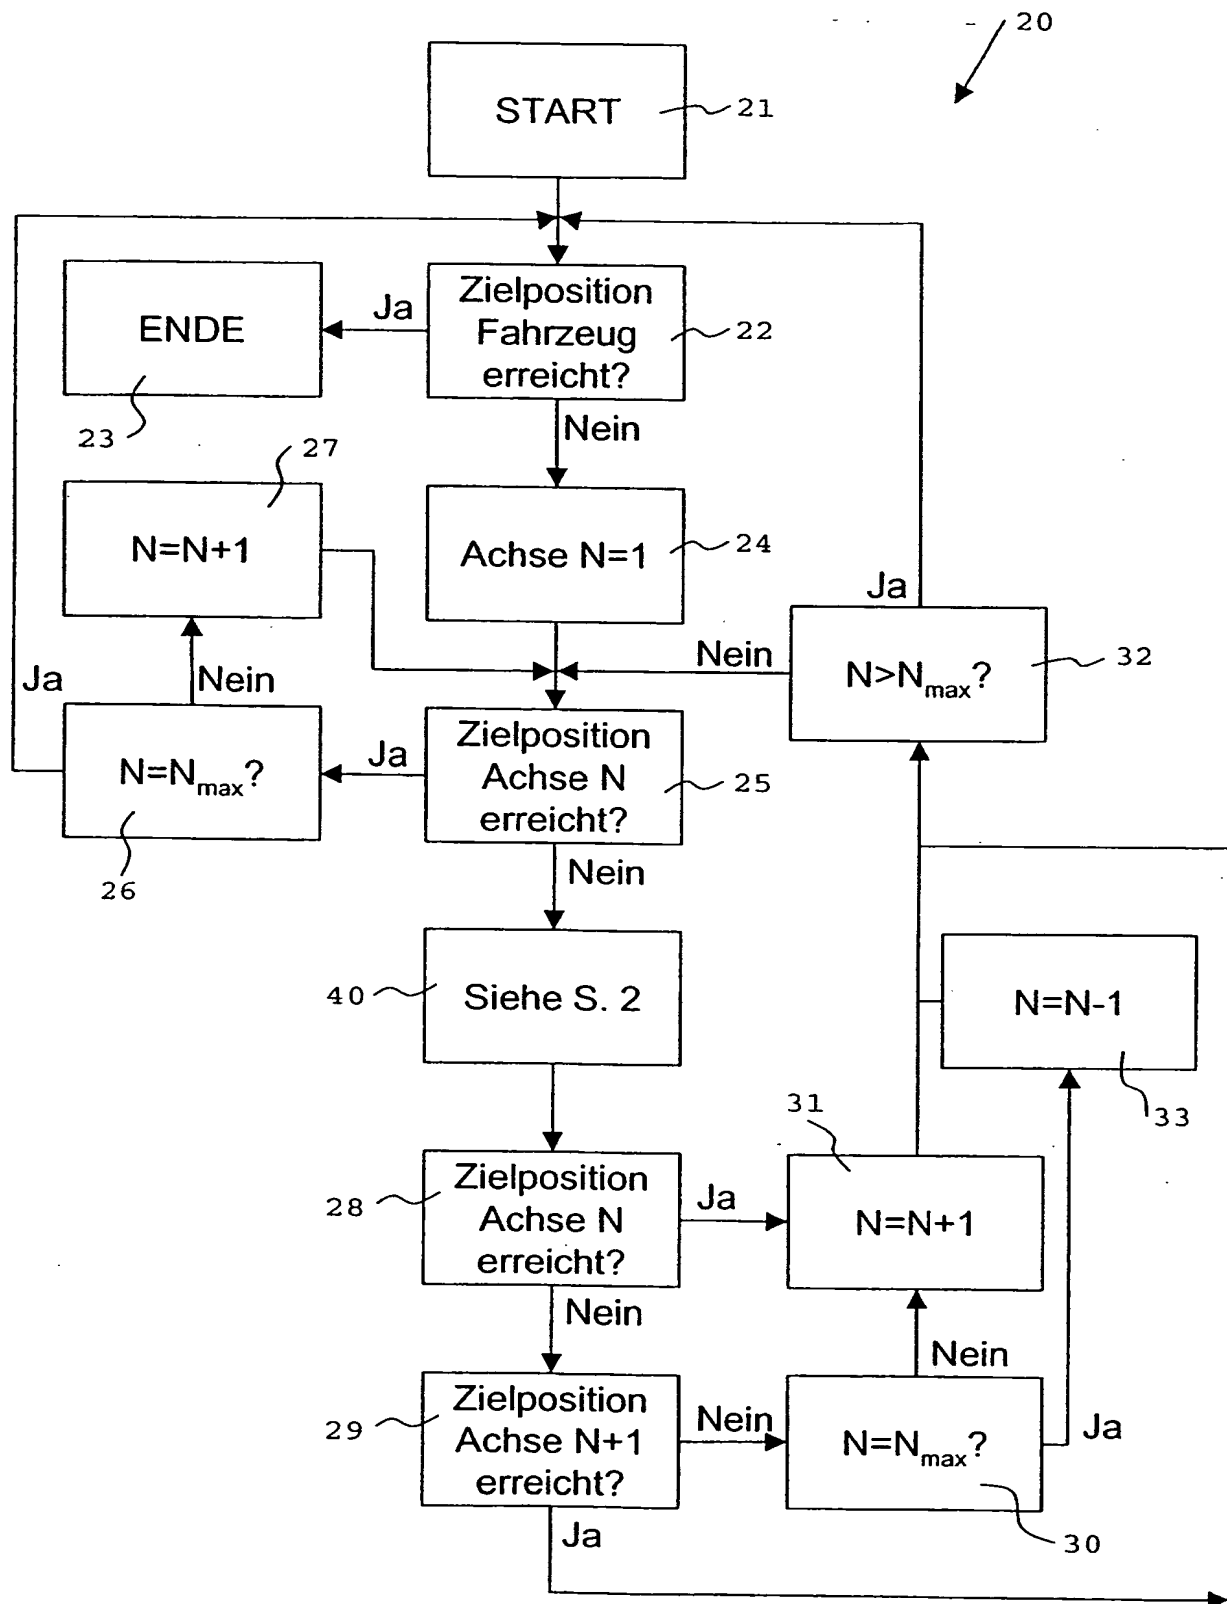 20
START
21
Zielposition
Fahrzeug
erreicht?
22
Ja
ENDE
23
Nein
27
N=N+1
Achse N=1
24
Ja
Nein
N>Nmax?
32
Ja
Nein
N=Nmax?
26
Ja
Zielposition
Achse N
erreicht?
25
Nein
40
Siehe S. 2
N=N-1
33
31
28
Zielposition
Achse N
erreicht?
Ja
N=N+1
Nein
Nein
29
Zielposition
Achse N+1
erreicht?
Nein
N=Nmax?
Ja
30
Ja